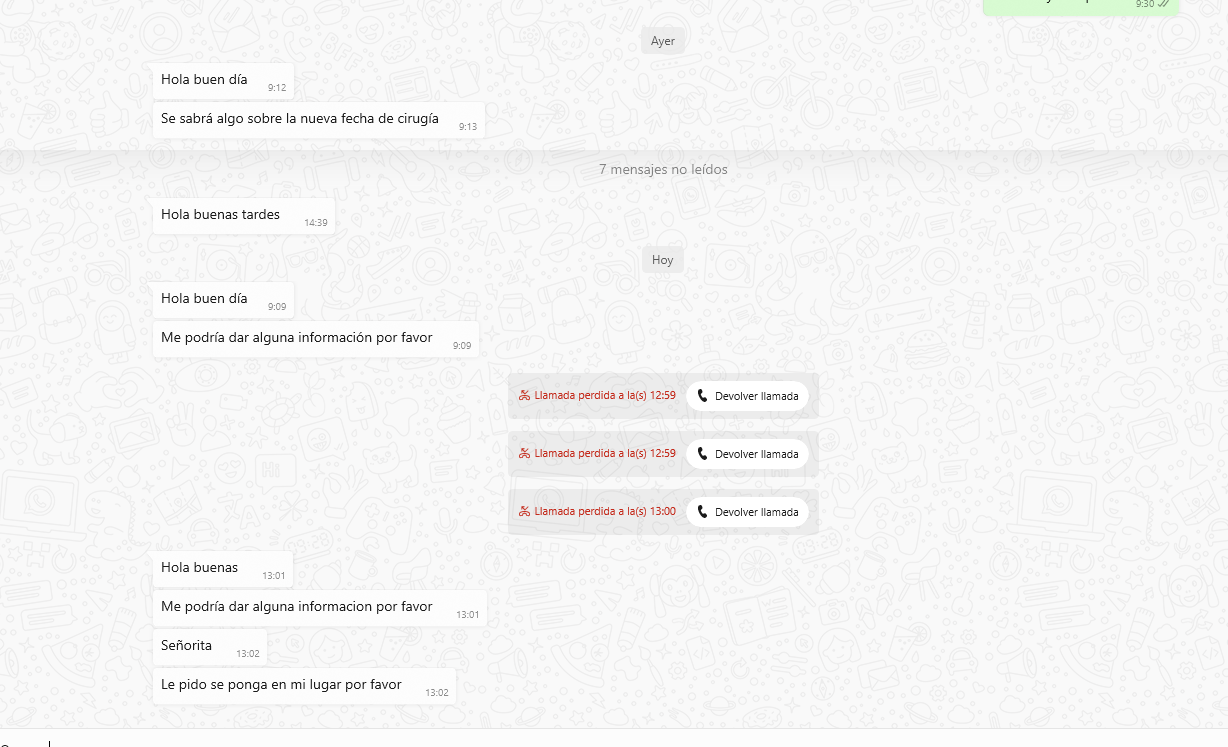 9:30
Ayer
Hola buen día 9:12
Se sabrá algo sobre la nueva fecha de cirugía 9:13
7 mensajes no leídos
Hola buenas tardes 14:39
Hoy
Hola buen día 9:09
Me podría dar alguna información por favor 9:09
Llamada perdida a la(s) 12:59 Devolver llamada
Llamada perdida a la(s) 12:59 Devolver llamada
Llamada perdida a la(s) 13:00 Devolver llamada
Hola buenas 13:01
Me podría dar alguna informacion por favor 13:01
Señorita 13:02
Le pido se ponga en mi lugar por favor 13:02